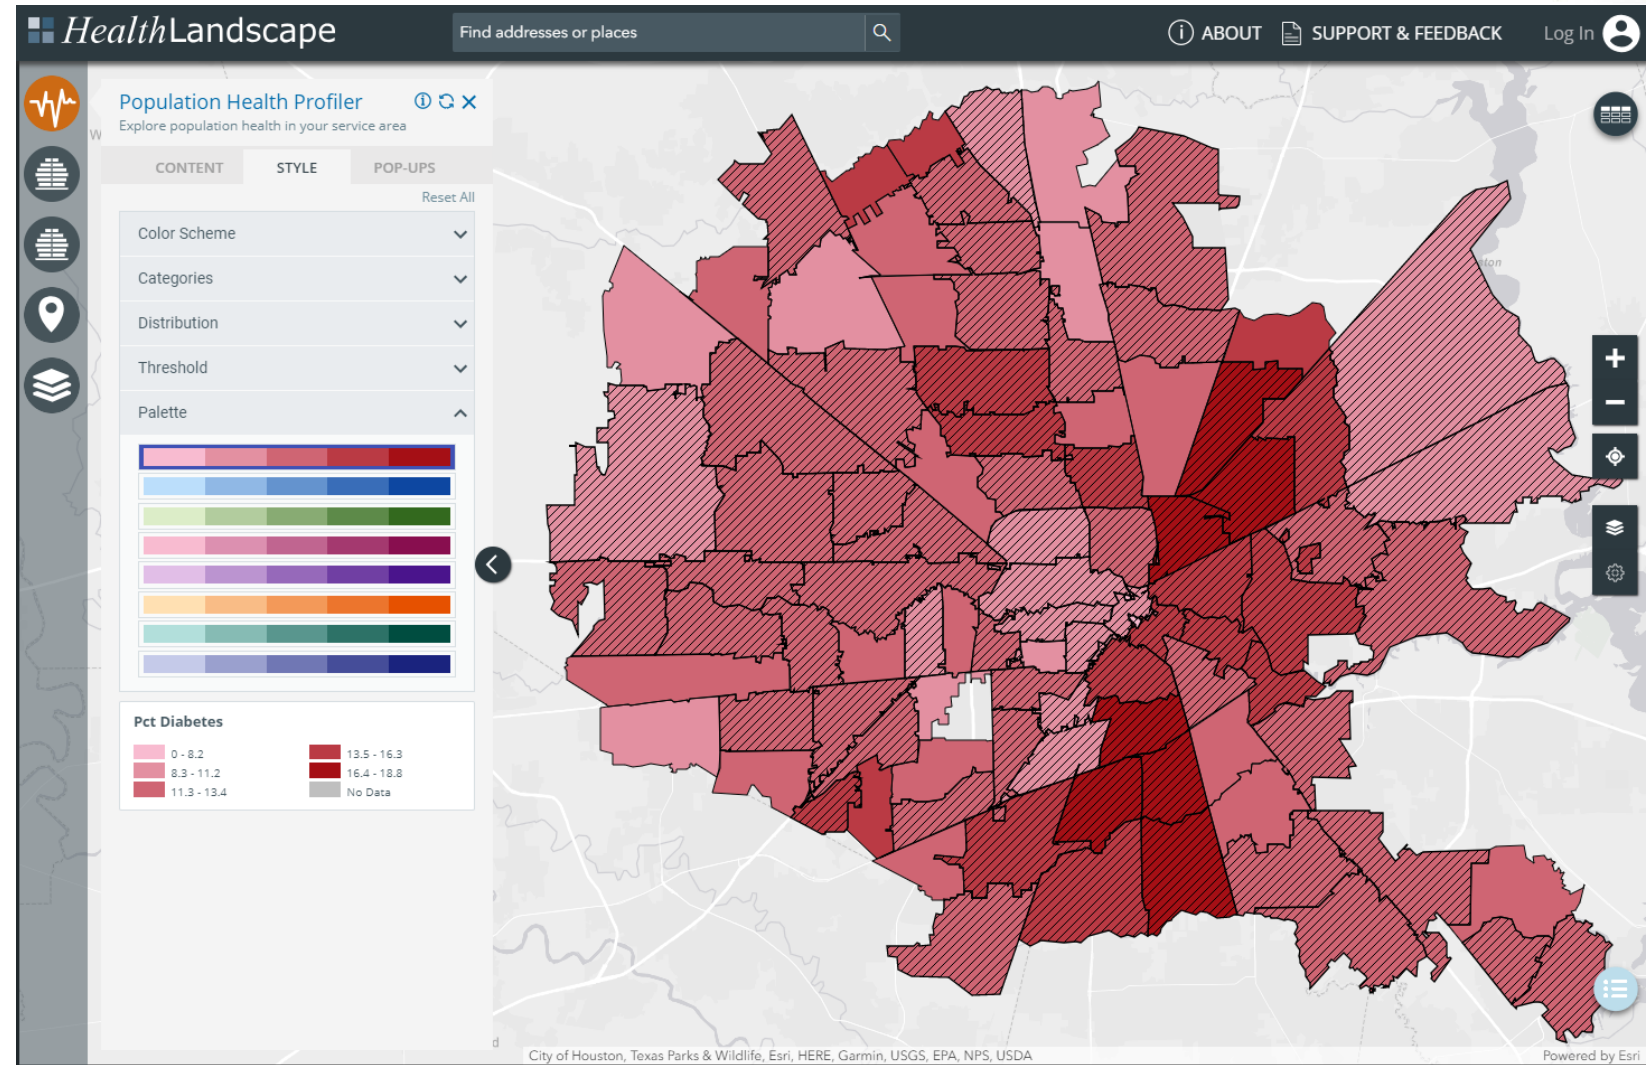 HealthLandscape
Find addresses or places
ABOUT
SUPPORT & FEEDBACK
Log In
Population Health Profiler
Explore population health in your service area
CONTENT
STYLE
POP-UPS
Reset All
Color Scheme
Categories
Distribution
Threshold
Palette
Pct Diabetes
0 - 8.2
8.3 - 11.2
11.3 - 13.4
13.5 - 16.3
16.4 - 18.8
No Data
City of Houston, Texas Parks & Wildlife, Esri, HERE, Garmin, USGS, EPA, NPS, USDA
Powered by Esri